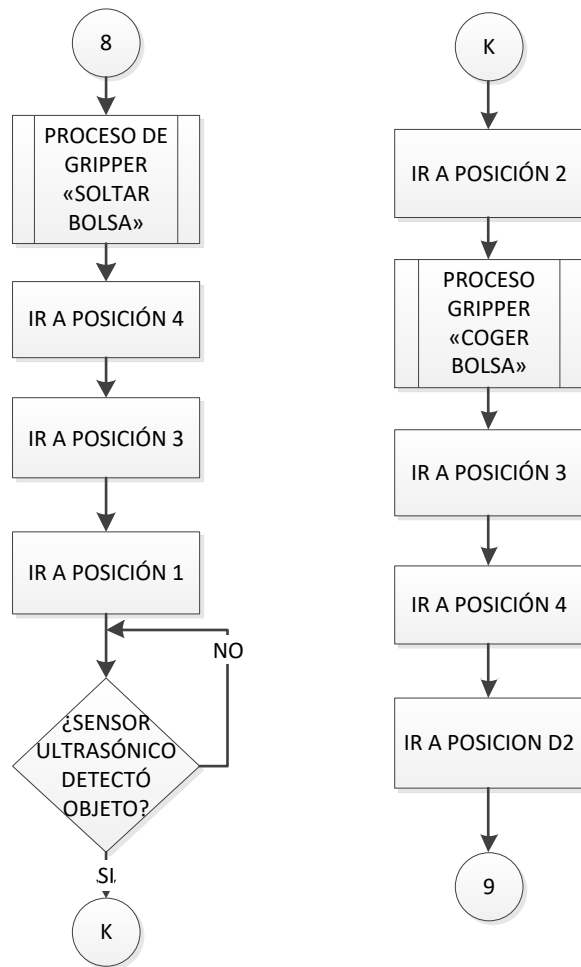 8
PROCESO DE
GRIPPER
«SOLTAR
BOLSA»
IR A POSICIÓN 4
IR A POSICIÓN 3
IR A POSICIÓN 1
NO
¿SENSOR
ULTRASÓNICO
DETECTÓ
OBJETO?
SI
K
K
IR A POSICIÓN 2
PROCESO
GRIPPER
«COGER
BOLSA»
IR A POSICIÓN 3
IR A POSICIÓN 4
IR A POSICION D2
9